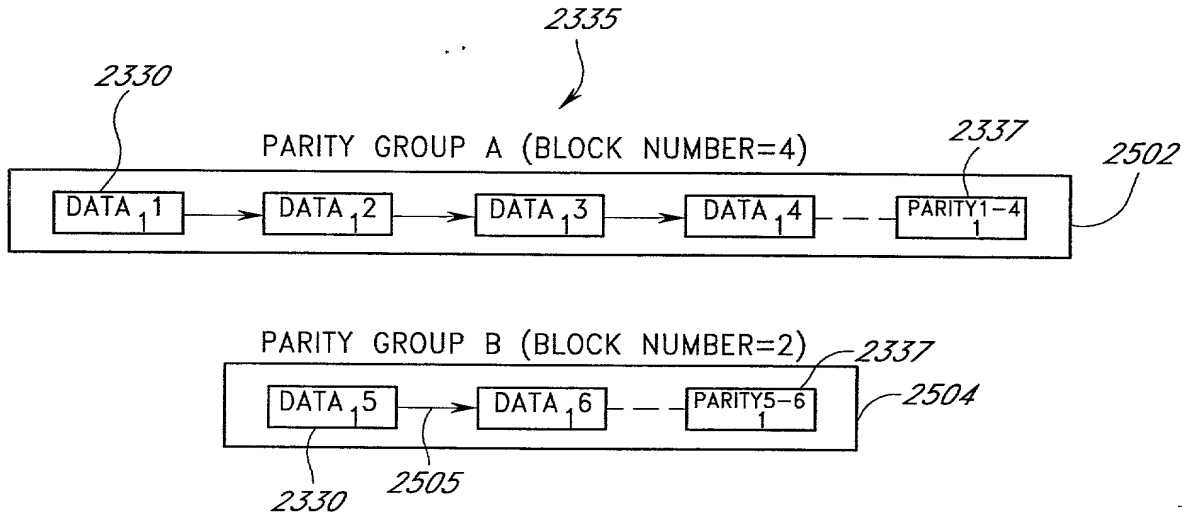 2335
2330
PARITY GROUP A (BLOCK NUMBER=4)
2337
2502
DATA 1 1
DATA 1 2
DATA 1 3
DATA 1 4
PARITY1-4
1
PARITY GROUP B (BLOCK NUMBER=2)
2337
DATA 1 5
DATA 1 6
PARITY5-6
1
2504
2330
2505